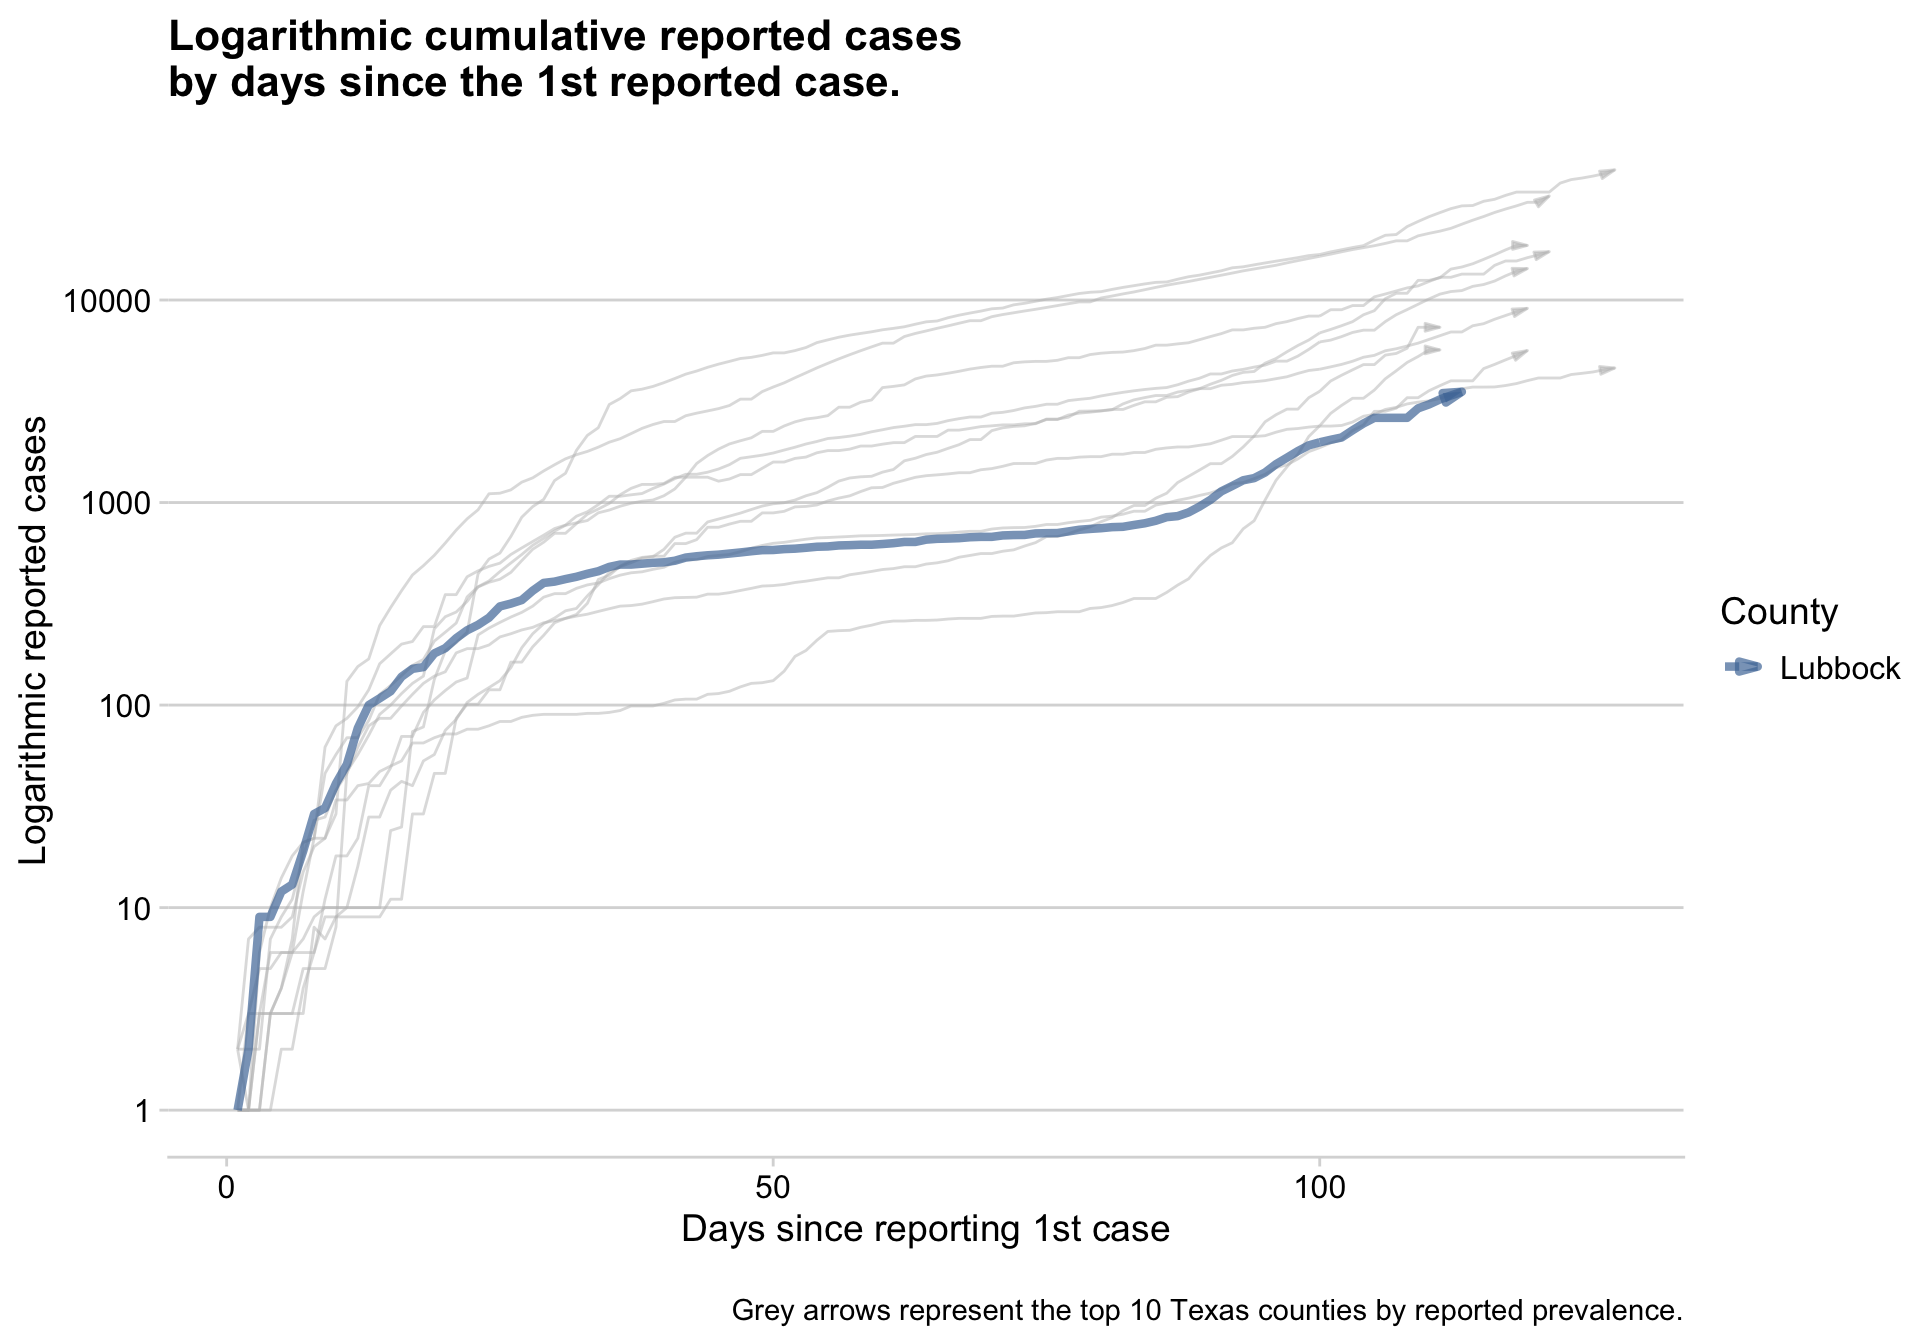 Logarithmic cumulative reported cases
by days since the 1st reported case.
Logarithmic reported cases
10000
1000
100
10
1
0
50
100
Days since reporting 1st case
County
Lubbock
Grey arrows represent the top 10 Texas counties by reported prevalence.